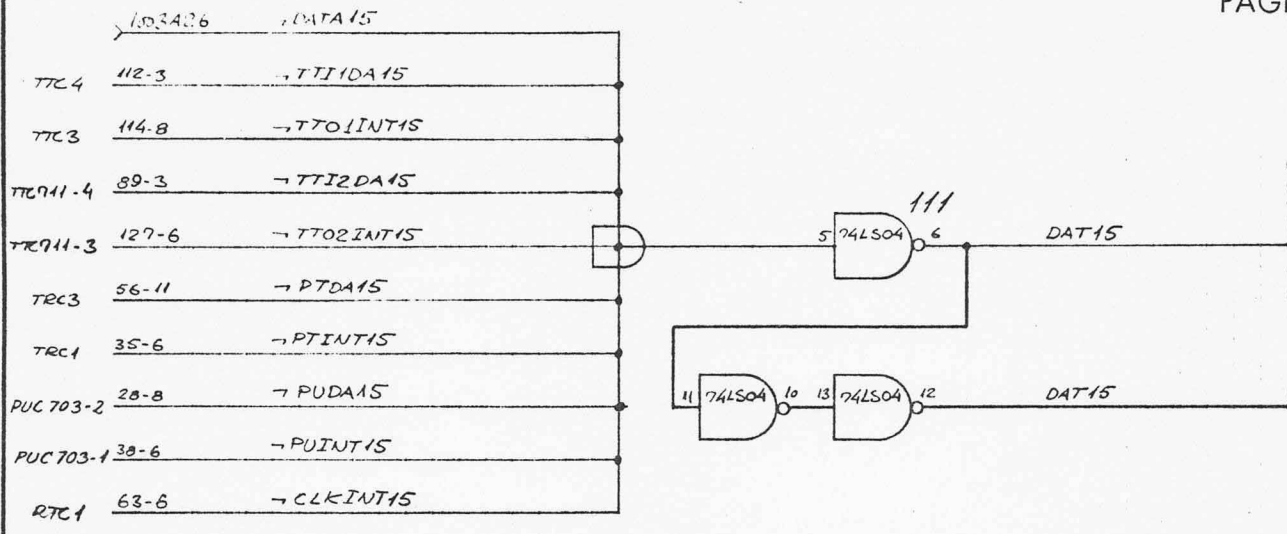 PAG
¬DATA15
TTC4 112-3 ¬TTI1DA15
TTC3 114-8 ¬TTO1INT15
TTC711-4 89-3 ¬TTI2DA15
111
TTC711-3 127-6 ¬TTO2INT15 5 74LS04 6 DAT15
TRC3 56-11 ¬PTDA15
TRC1 35-6 ¬PTINT15
PUC703-2 28-8 ¬PUDA15 11 74LS04 10 13 74LS04 12 DAT15
PUC703-1 38-6 ¬PUINT15
RTC1 63-6 ¬CLKINT15